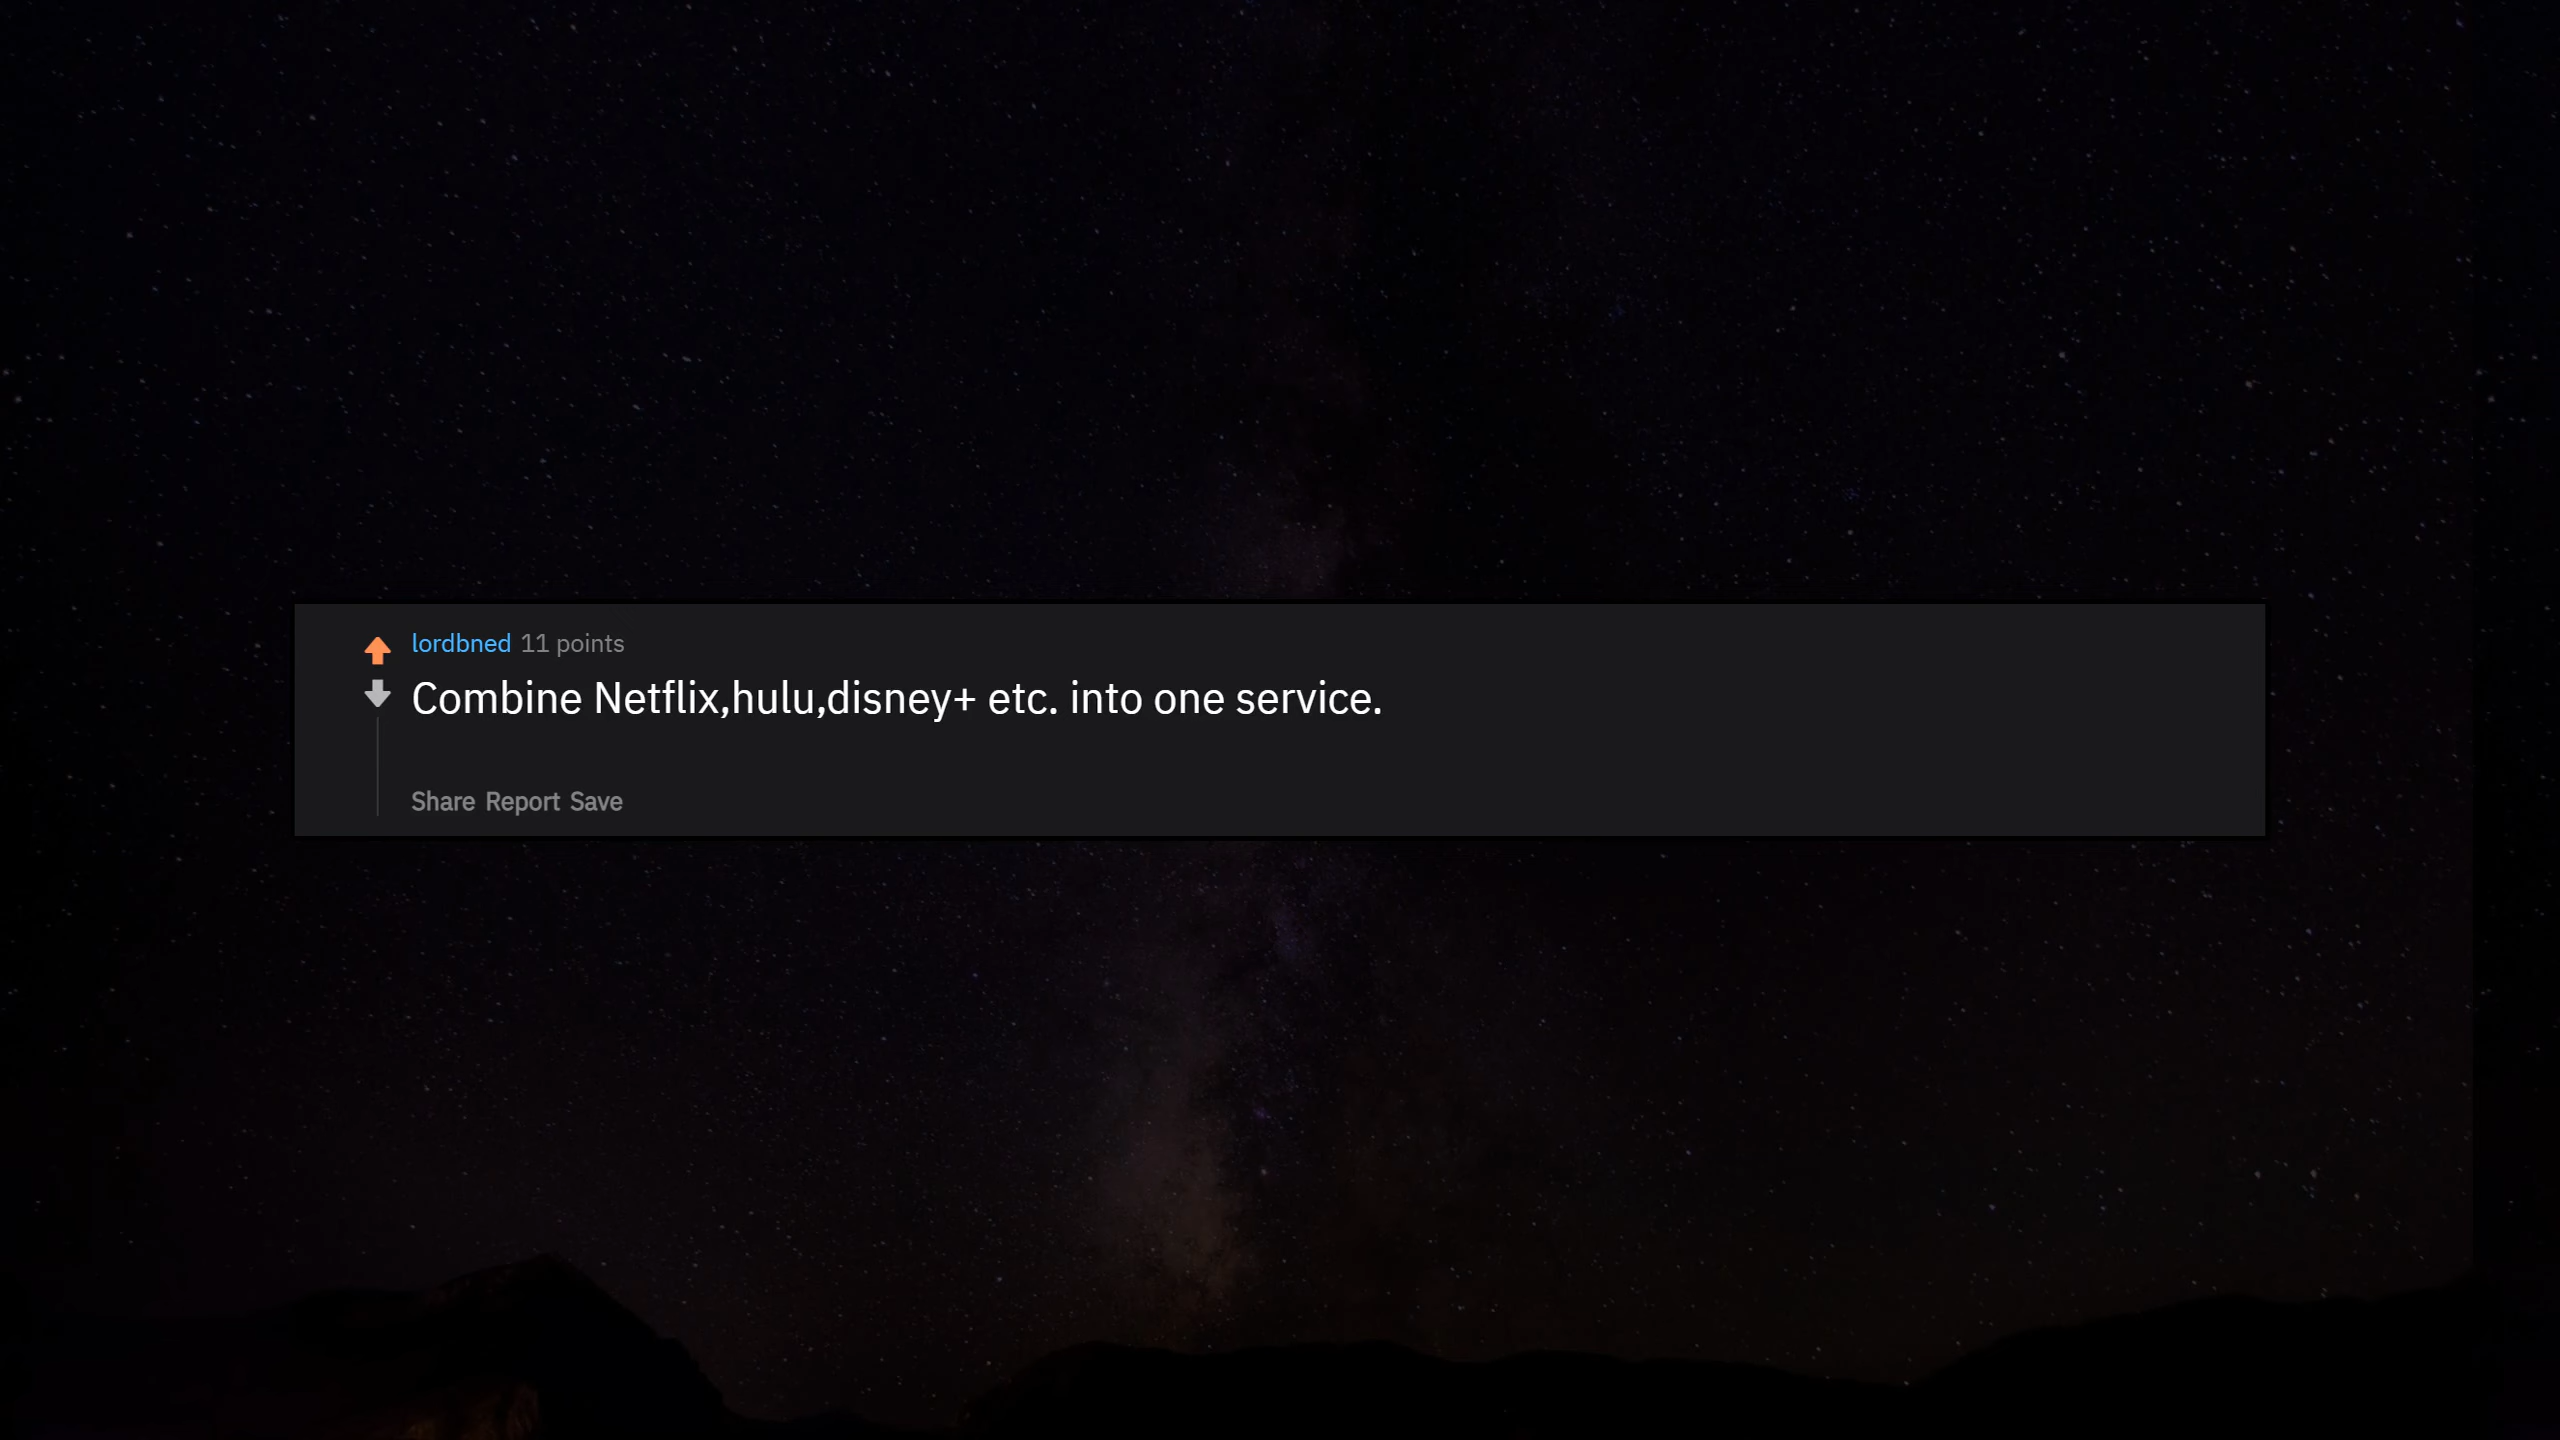 lordbned 11 points
Combine Netflix,hulu,disney+ etc. into one service.
Share Report Save